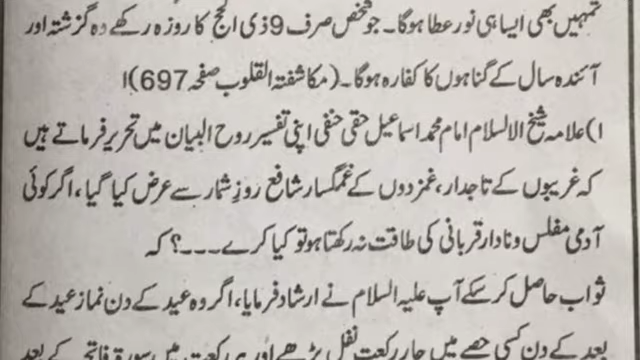 تمہیں بھی ایسا ہی نور عطا ہوگا۔ جو شخص صرف 9 ذی الحج کا روزہ رکھے وہ گزشتہ اور
آئندہ سال کے گناہوں کا کفارہ ہوگا۔ (مکاشفتہ القلوب صفحہ 697)ا
ا) علامہ شیخ الاسلام امام محمد اسماعیل حقی حنفی اپنی تفسیر روح البیان میں تحریر فرماتے ہیں
کہ غریبوں کے تاجدار، غمزدوں کے غمگسار شافع روزِ شمار سے عرض کیا گیا، اگر کوئی
آدمی مفلس و نادار قربانی کی طاقت نہ رکھتا ہو تو کیا کرے ۔۔۔؟ کہ
ثواب حاصل کر سکے آپ علیہ السلام نے ارشاد فرمایا، اگر وہ عید کے دن نماز عید کے
بعد کے دن کسی حصے میں چار رکعت نفل پڑھے اور ہر رکعت میں سورۃ فاتحہ کے بعد